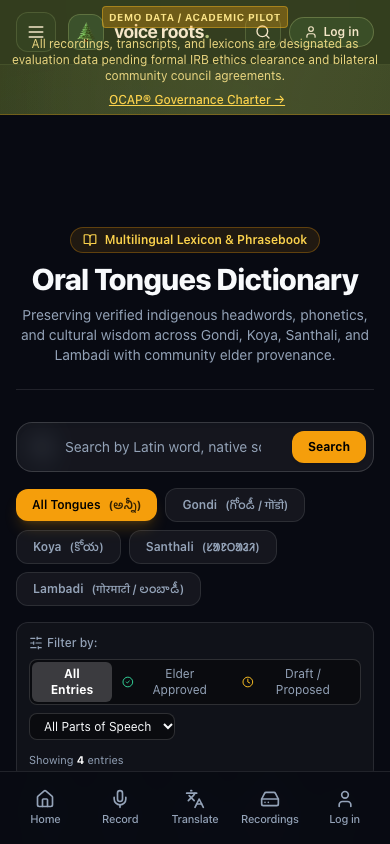 DEMO DATA / ACADEMIC PILOT
voice roots.
Log in
All recordings, transcripts, and lexicons are designated as
evaluation data pending formal IRB ethics clearance and bilateral
community council agreements.
OCAP® Governance Charter →
Multilingual Lexicon & Phrasebook
Oral Tongues Dictionary
Preserving verified indigenous headwords, phonetics,
and cultural wisdom across Gondi, Koya, Santhali, and
Lambadi with community elder provenance.
Search by Latin word, native sc
Search
All Tongues (అన్నీ)
Gondi (గోండీ / गोंडी)
Koya (కోయ)
Santhali (ᱥᱟᱱᱛᱟᱲᱤ)
Lambadi (गोरमाटी / లంబాడీ)
Filter by:
All
Entries
Elder
Approved
Draft /
Proposed
All Parts of Speech
Showing 4 entries
Home
Record
Translate
Recordings
Log in